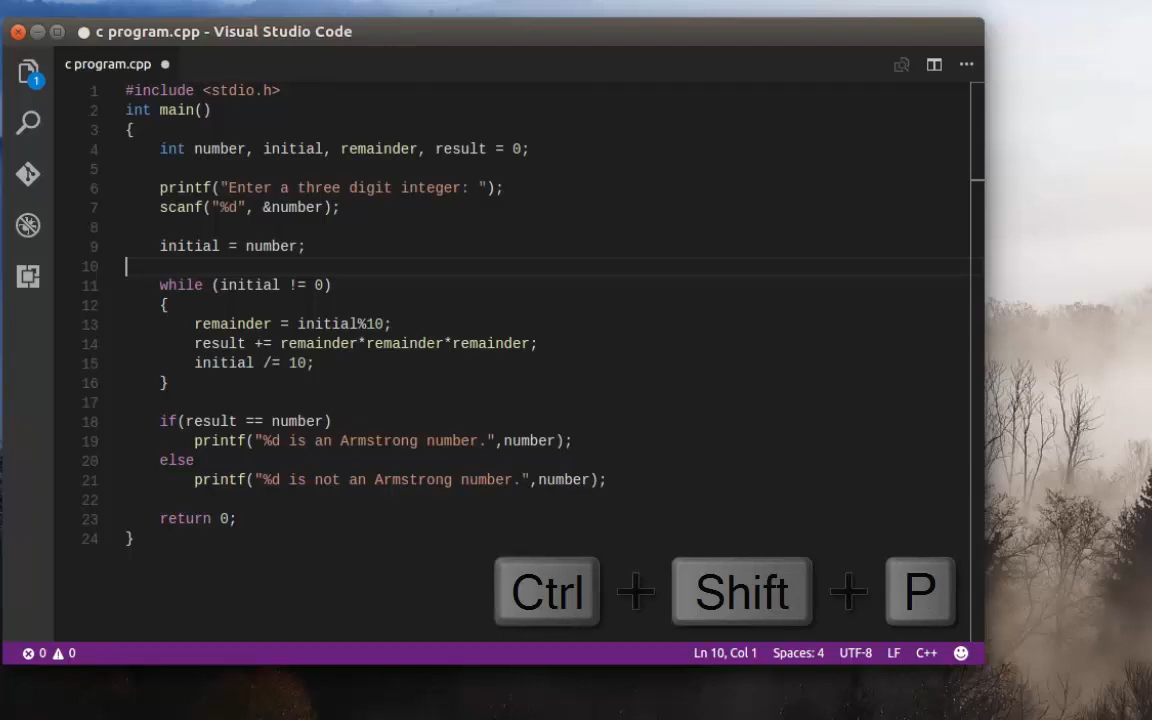 c program.cpp - Visual Studio Code
c program.cpp
1
1 #include <stdio.h>
2 int main()
3 {
4     int number, initial, remainder, result = 0;
5
6     printf("Enter a three digit integer: ");
7     scanf("%d", &number);
8
9     initial = number;
10
11     while (initial != 0)
12     {
13         remainder = initial%10;
14         result += remainder*remainder*remainder;
15         initial /= 10;
16     }
17
18     if(result == number)
19         printf("%d is an Armstrong number.",number);
20     else
21         printf("%d is not an Armstrong number.",number);
22
23     return 0;
24 }
Ctrl + Shift + P
0 0 Ln 10, Col 1 Spaces: 4 UTF-8 LF C++